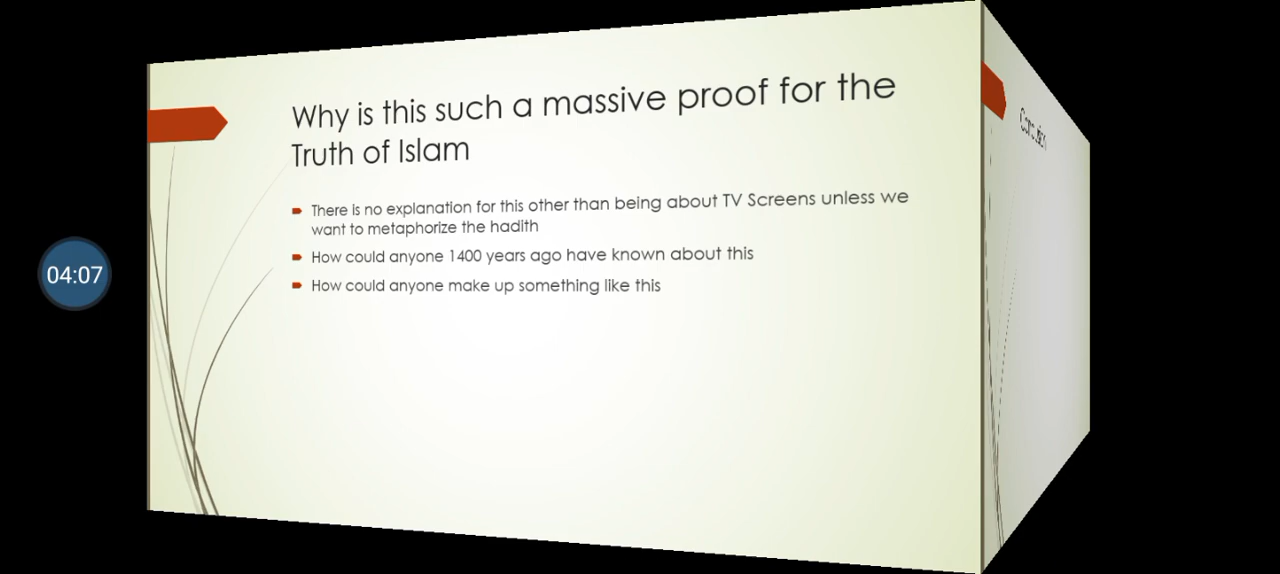 04:07
Why is this such a massive proof for the
Truth of Islam
There is no explanation for this other than being about TV Screens unless we
want to metaphorize the hadith
How could anyone 1400 years ago have known about this
How could anyone make up something like this